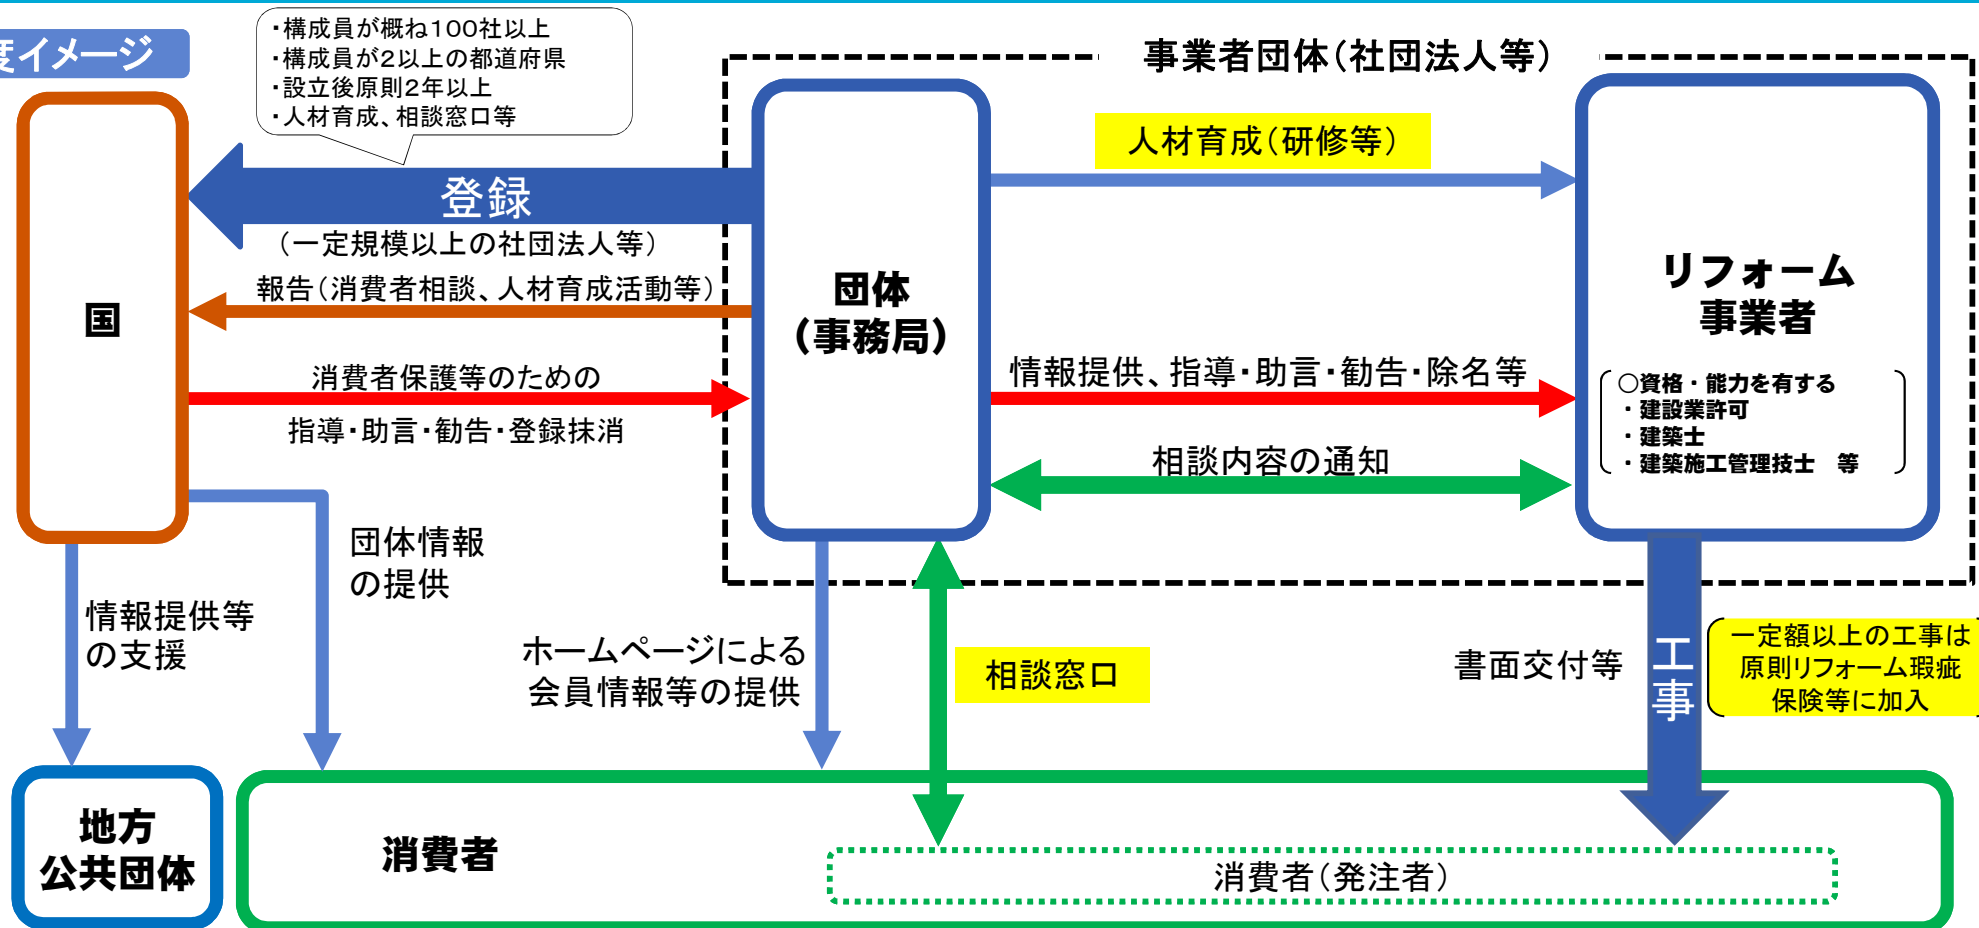 度イメージ
・構成員が概ね100社以上
・構成員が2以上の都道府県
・設立後原則2年以上
・人材育成、相談窓口等
事業者団体(社団法人等)
人材育成(研修等)
登録
(一定規模以上の社団法人等)
報告(消費者相談、人材育成活動等)
国
団体
(事務局)
リフォーム
事業者
消費者保護等のための
指導・助言・勧告・登録抹消
情報提供、指導・助言・勧告・除名等
○資格・能力を有する
・建設業許可
・建築士
・建築施工管理技士 等
相談内容の通知
団体情報
の提供
情報提供等
の支援
ホームページによる
会員情報等の提供
相談窓口
書面交付等
工事
一定額以上の工事は
原則リフォーム瑕疵
保険等に加入
地方
公共団体
消費者
消費者(発注者)